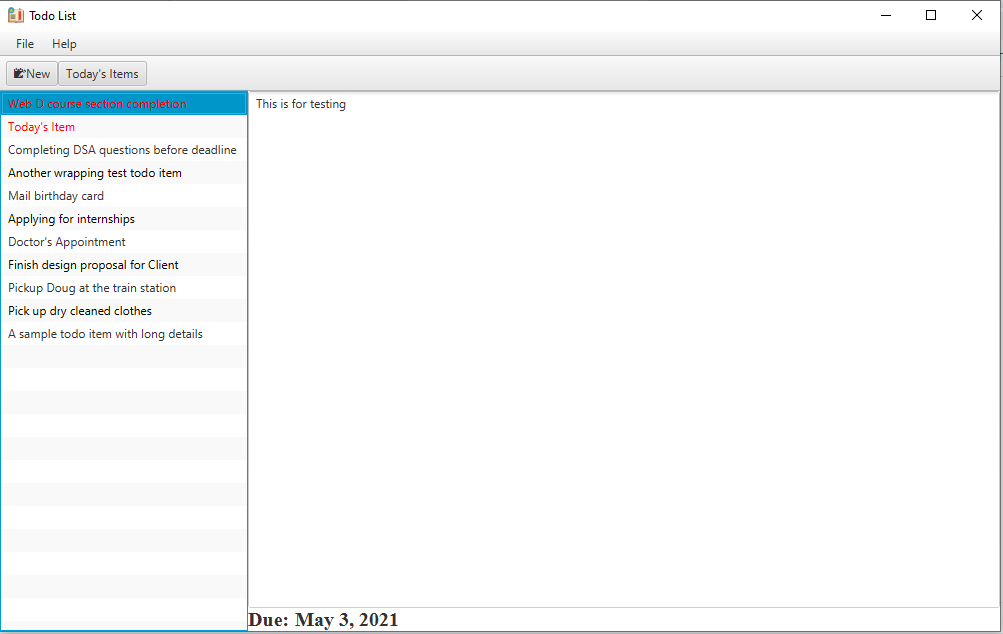 Todo List
File Help
New Today's Items
Web D course section completion
Today's Item
Completing DSA questions before deadline
Another wrapping test todo item
Mail birthday card
Applying for internships
Doctor's Appointment
Finish design proposal for Client
Pickup Doug at the train station
Pick up dry cleaned clothes
A sample todo item with long details
This is for testing
Due: May 3, 2021